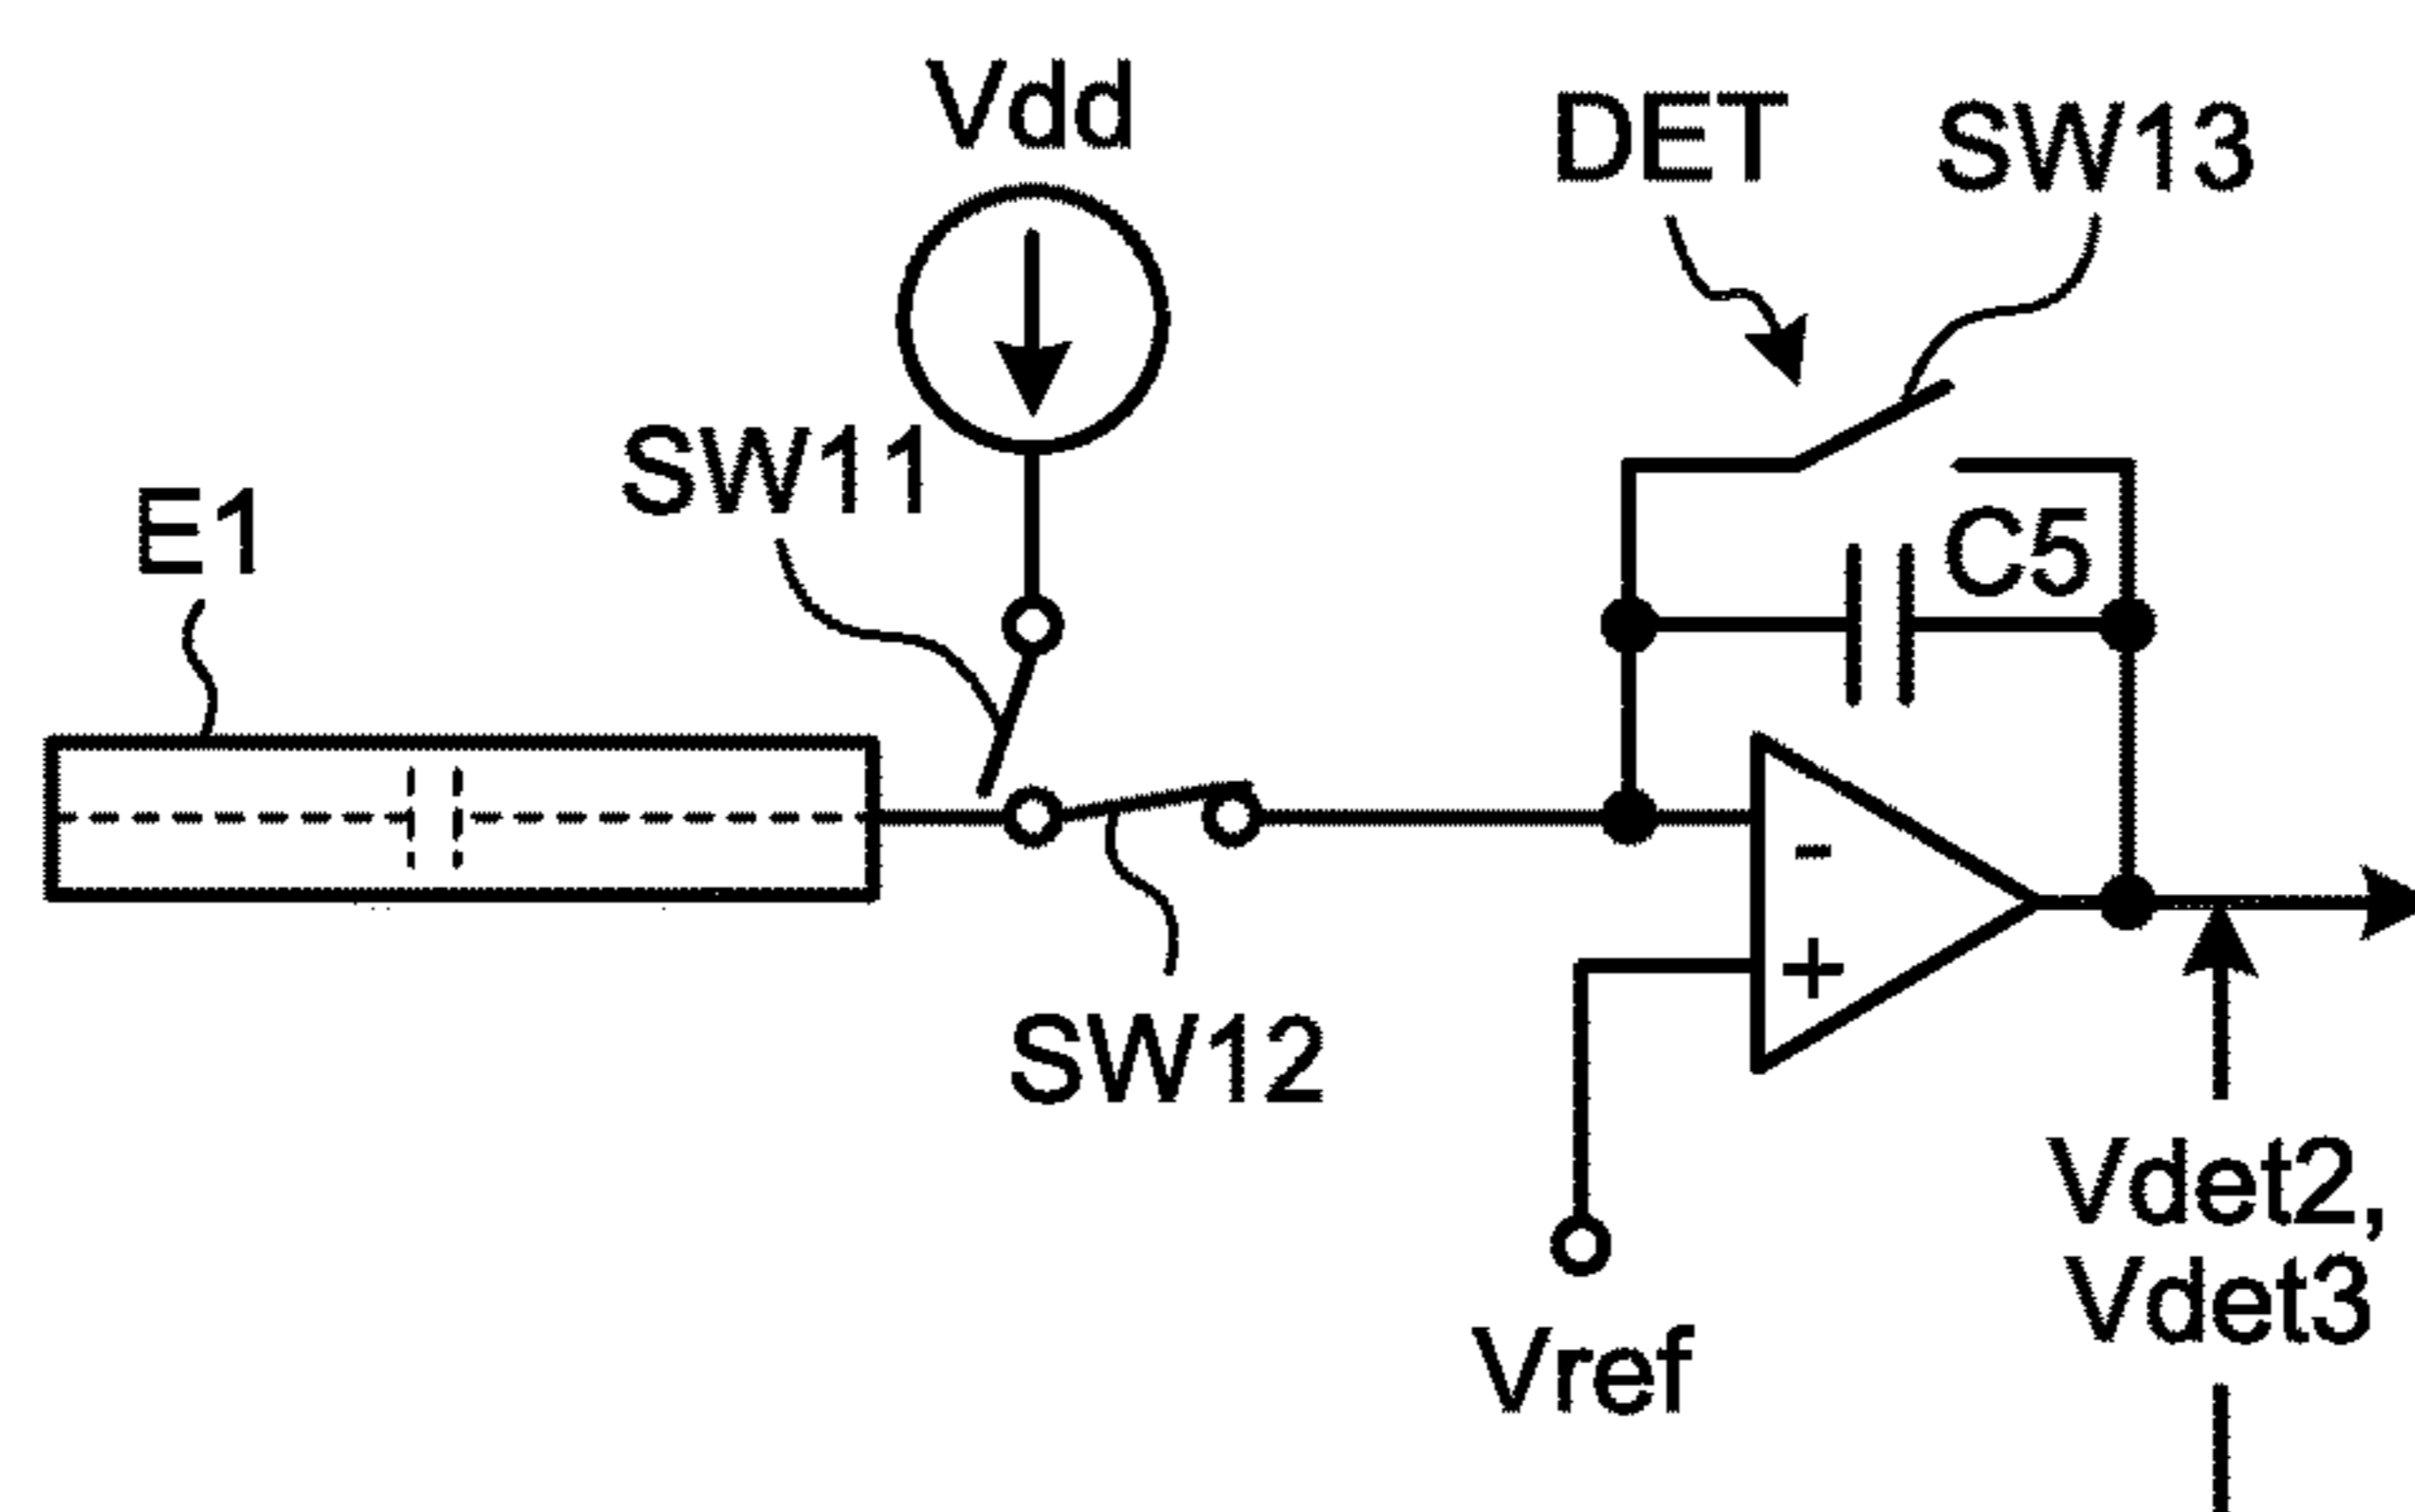 Vdd
DET
SW13
SW11
E1
C5
-
+
SW12
Vdet2,
Vdet3
Vref